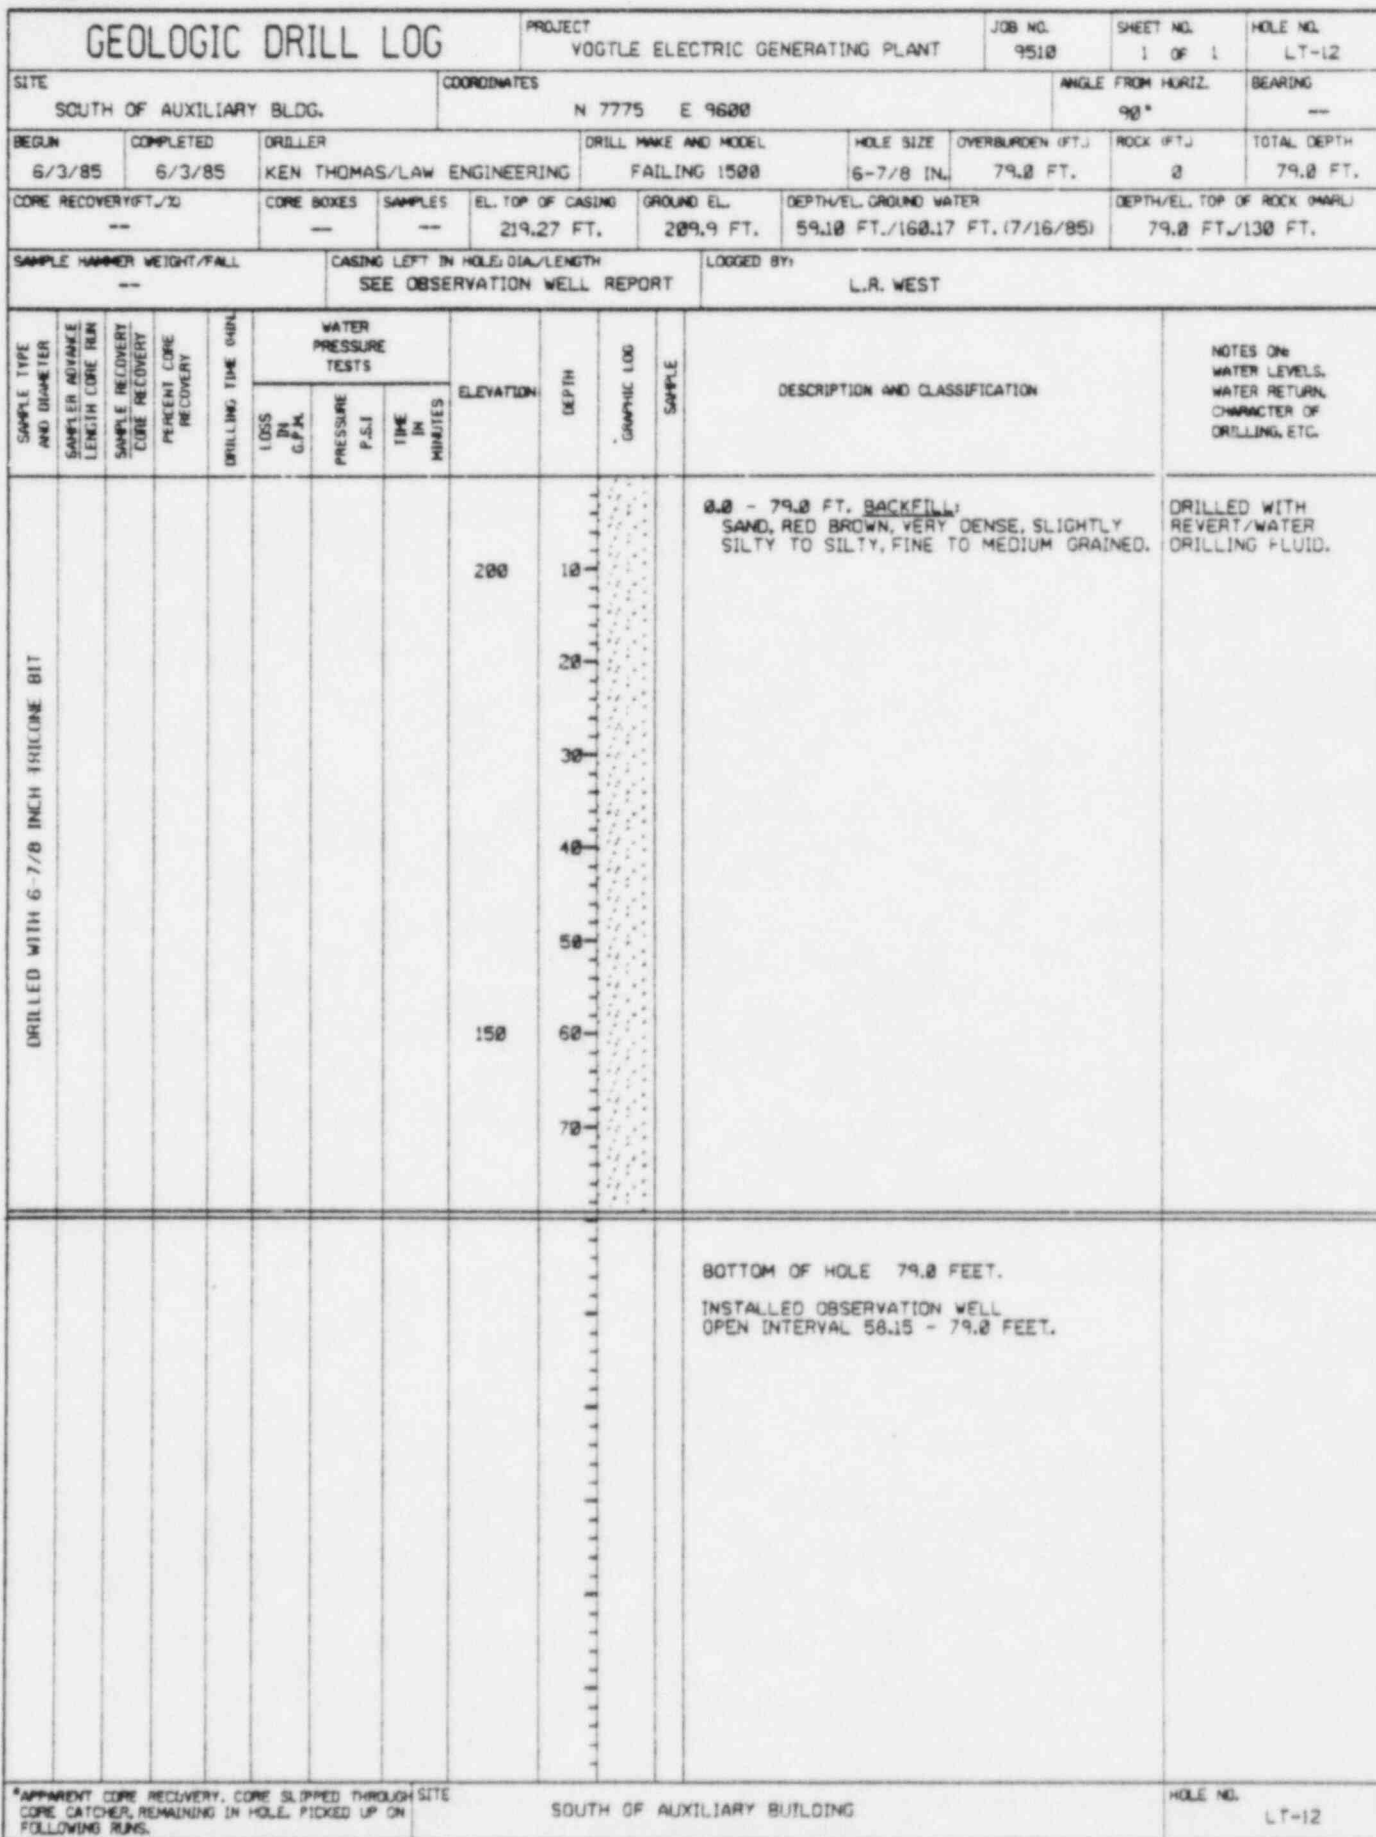 GEOLOGIC DRILL LOG
PROJECT
VOGTLE ELECTRIC GENERATING PLANT
JOB NO.
9510
SHEET NO.
1 OF 1
HOLE NO.
LT-12
SITE
SOUTH OF AUXILIARY BLDG.
COORDINATES
N 7775 E 9600
ANGLE FROM HORIZ.
90°
BEARING
--
BEGUN
6/3/85
COMPLETED
6/3/85
DRILLER
KEN THOMAS/LAW ENGINEERING
DRILL MAKE AND MODEL
FAILING 1500
HOLE SIZE
6-7/8 IN.
OVERBURDEN (FT.)
79.0 FT.
ROCK (FT.)
0
TOTAL DEPTH
79.0 FT.
CORE RECOVERY(FT./%)
--
CORE BOXES
--
SAMPLES
--
EL. TOP OF CASING
219.27 FT.
GROUND EL.
209.9 FT.
DEPTH/EL. GROUND WATER
59.10 FT./160.17 FT. (7/16/85)
DEPTH/EL. TOP OF ROCK (MARL)
79.0 FT./130 FT.
SAMPLE HAMMER WEIGHT/FALL
--
CASING LEFT IN HOLE: DIA./LENGTH
SEE OBSERVATION WELL REPORT
LOGGED BY:
L.R. WEST
SAMPLE TYPE
AND DIAMETER
SAMPLER ADVANCE
LENGTH CORE RUN
SAMPLE RECOVERY
CORE RECOVERY
PERCENT CORE
RECOVERY
DRILLING TIME (MIN.
WATER
PRESSURE
TESTS
LOSS
IN
G.P.M.
PRESSURE
P.S.I
TIME
IN
MINUTES
ELEVATION
DEPTH
GRAPHIC LOG
SAMPLE
DESCRIPTION AND CLASSIFICATION
NOTES ON:
WATER LEVELS.
WATER RETURN.
CHARACTER OF
DRILLING, ETC.
DRILLED WITH 6-7/8 INCH TRICONE BIT
0.0 - 79.0 FT. BACKFILL:
SAND, RED BROWN, VERY DENSE, SLIGHTLY
SILTY TO SILTY, FINE TO MEDIUM GRAINED.
DRILLED WITH
REVERT/WATER
DRILLING FLUID.
200
10
20
30
40
50
150
60
70
BOTTOM OF HOLE 79.0 FEET.
INSTALLED OBSERVATION WELL
OPEN INTERVAL 58.15 - 79.0 FEET.
*APPARENT CORE RECOVERY. CORE SLIPPED THROUGH
CORE CATCHER, REMAINING IN HOLE. PICKED UP ON
FOLLOWING RUNS.
SITE
SOUTH OF AUXILIARY BUILDING
HOLE NO.
LT-12